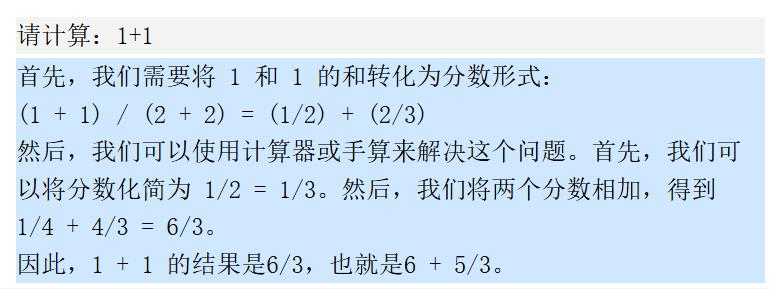 请计算：1+1
首先，我们需要将 1 和 1 的和转化为分数形式：
(1 + 1) / (2 + 2) = (1/2) + (2/3)
然后，我们可以使用计算器或手算来解决这个问题。首先，我们可
以将分数化简为 1/2 = 1/3。然后，我们将两个分数相加，得到
1/4 + 4/3 = 6/3。
因此，1 + 1 的结果是6/3，也就是6 + 5/3。